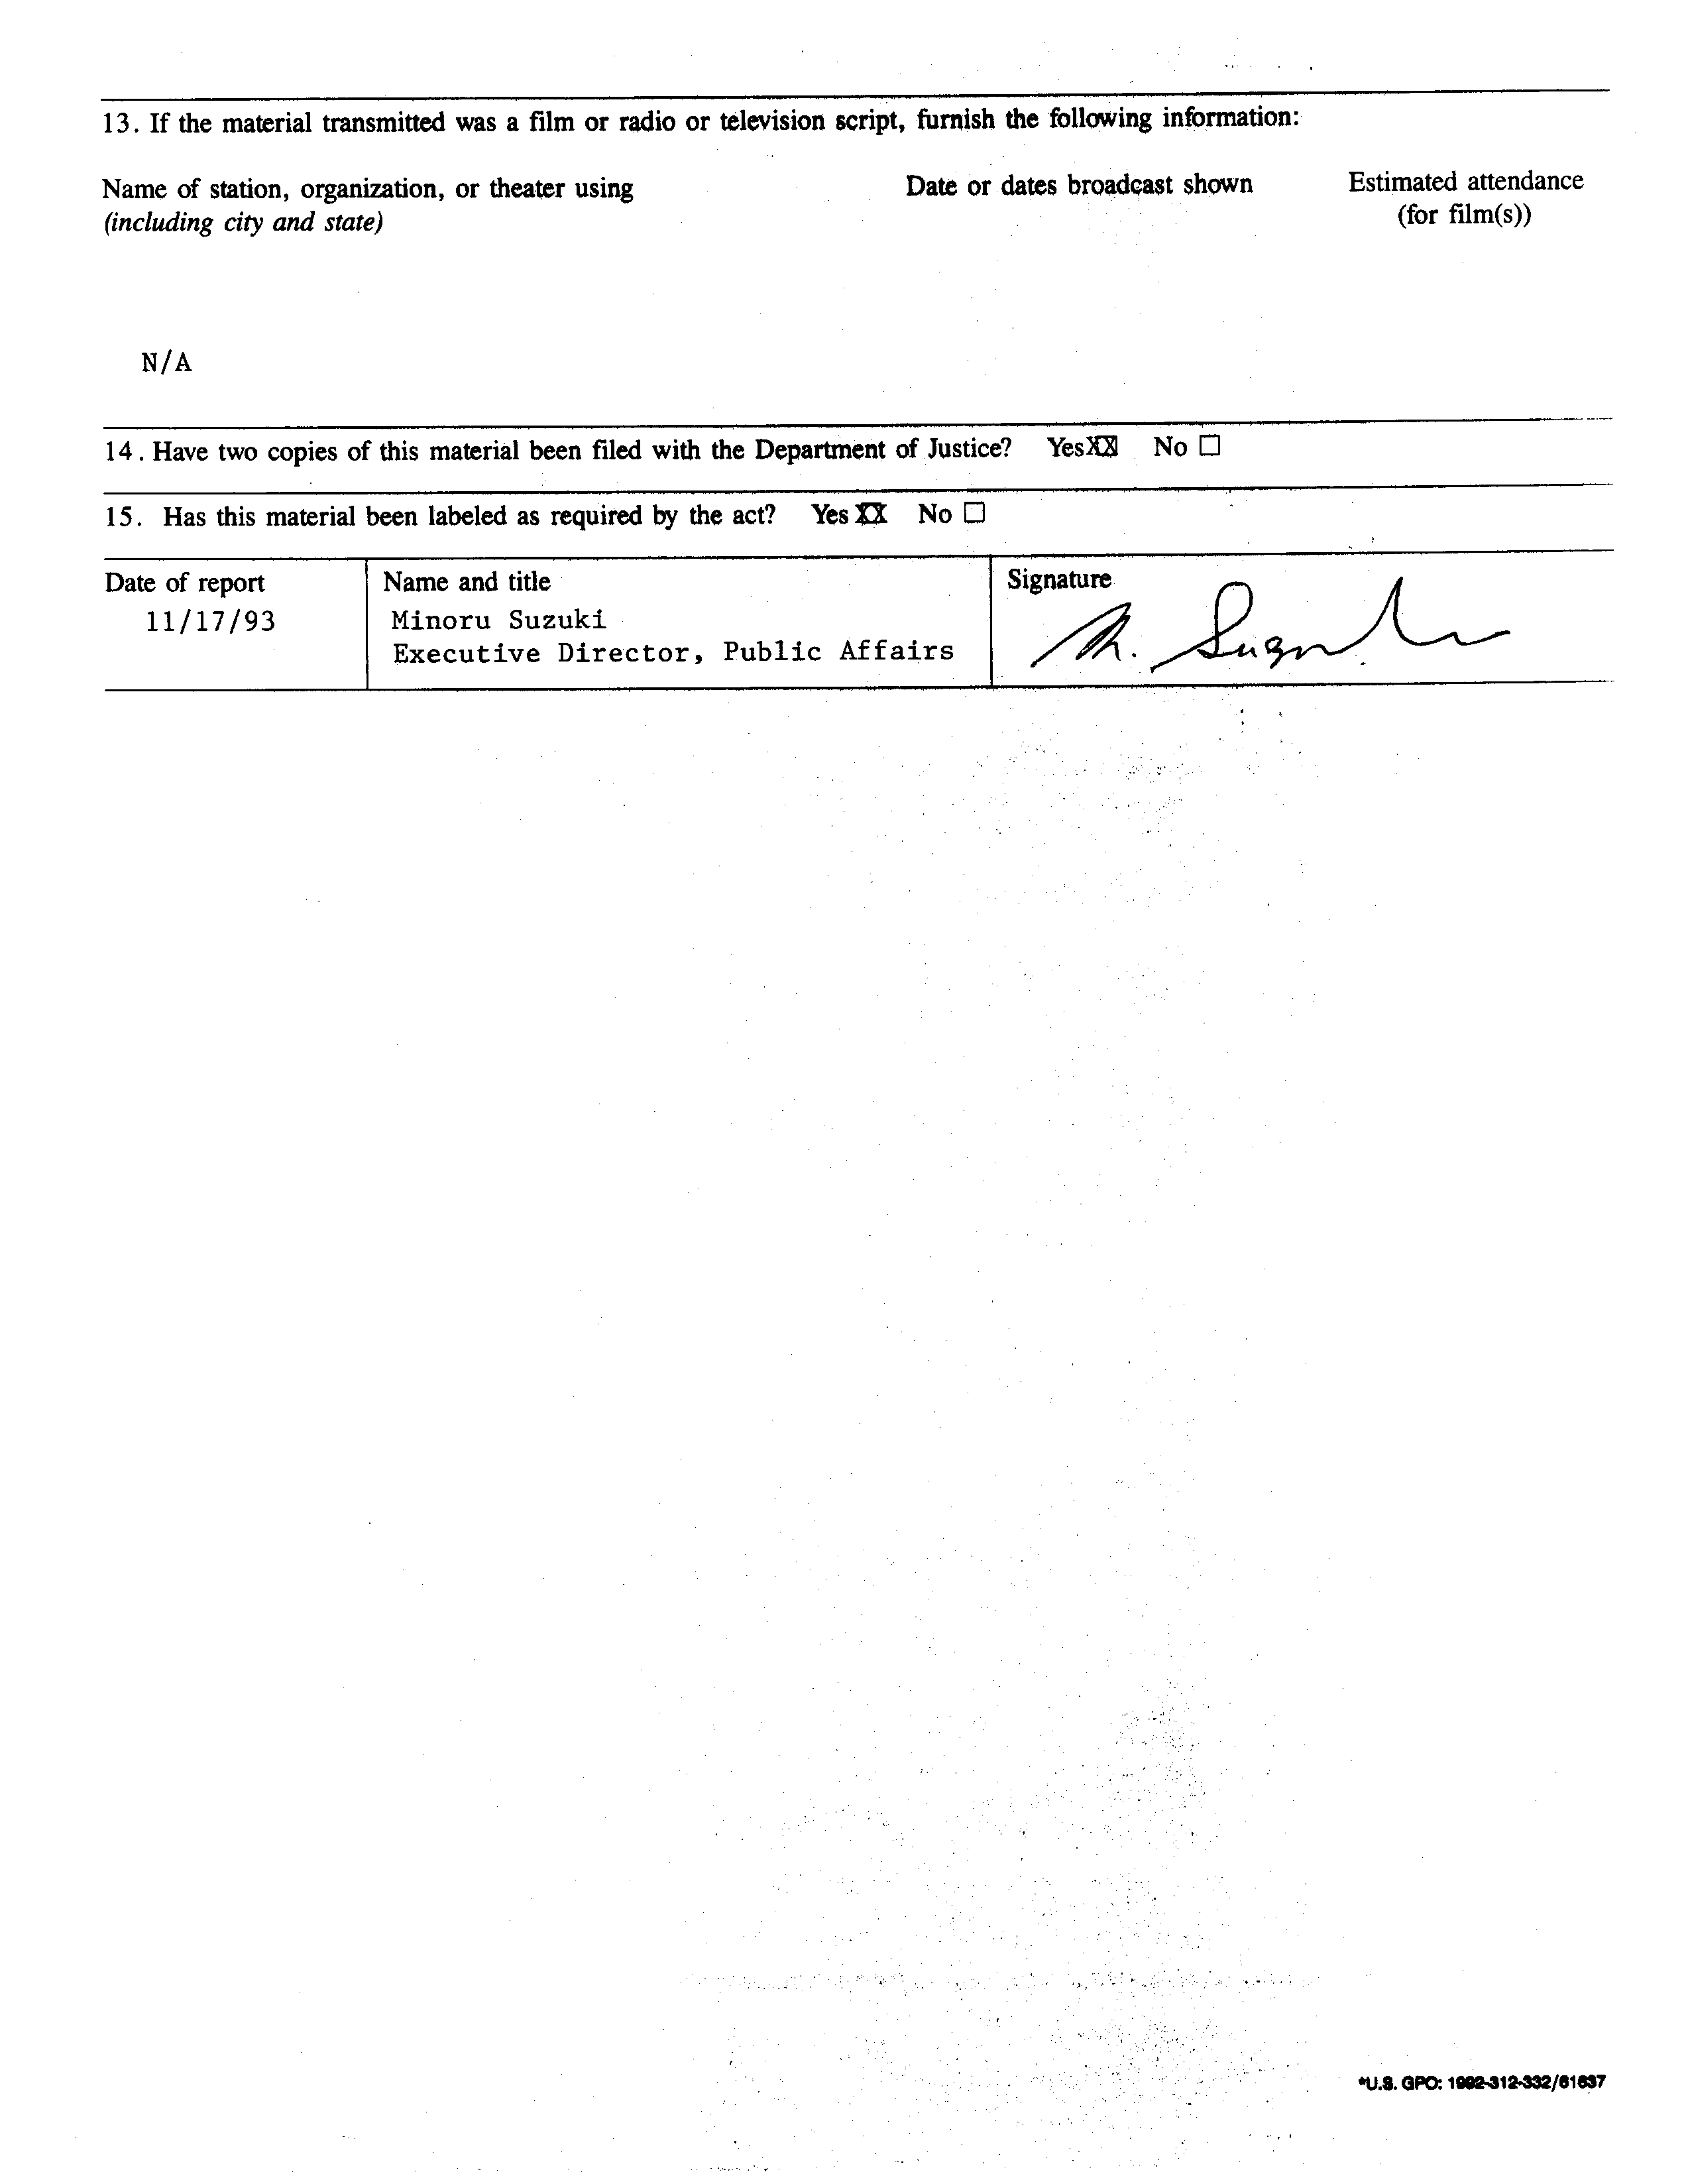 13. If the material transmitted was a film or radio or television script, furnish the following information:
Name of station, organization, or theater using
(including city and state)
Date or dates broadcast shown
Estimated attendance
(for film(s))
N/A
14. Have two copies of this material been filed with the Department of Justice? Yes XX No ☐
15. Has this material been labeled as required by the act? Yes XX No ☐
Date of report
11/17/93
Name and title
Minoru Suzuki
Executive Director, Public Affairs
Signature
M. Suzuki
*U.S. GPO: 1992-312-332/61637